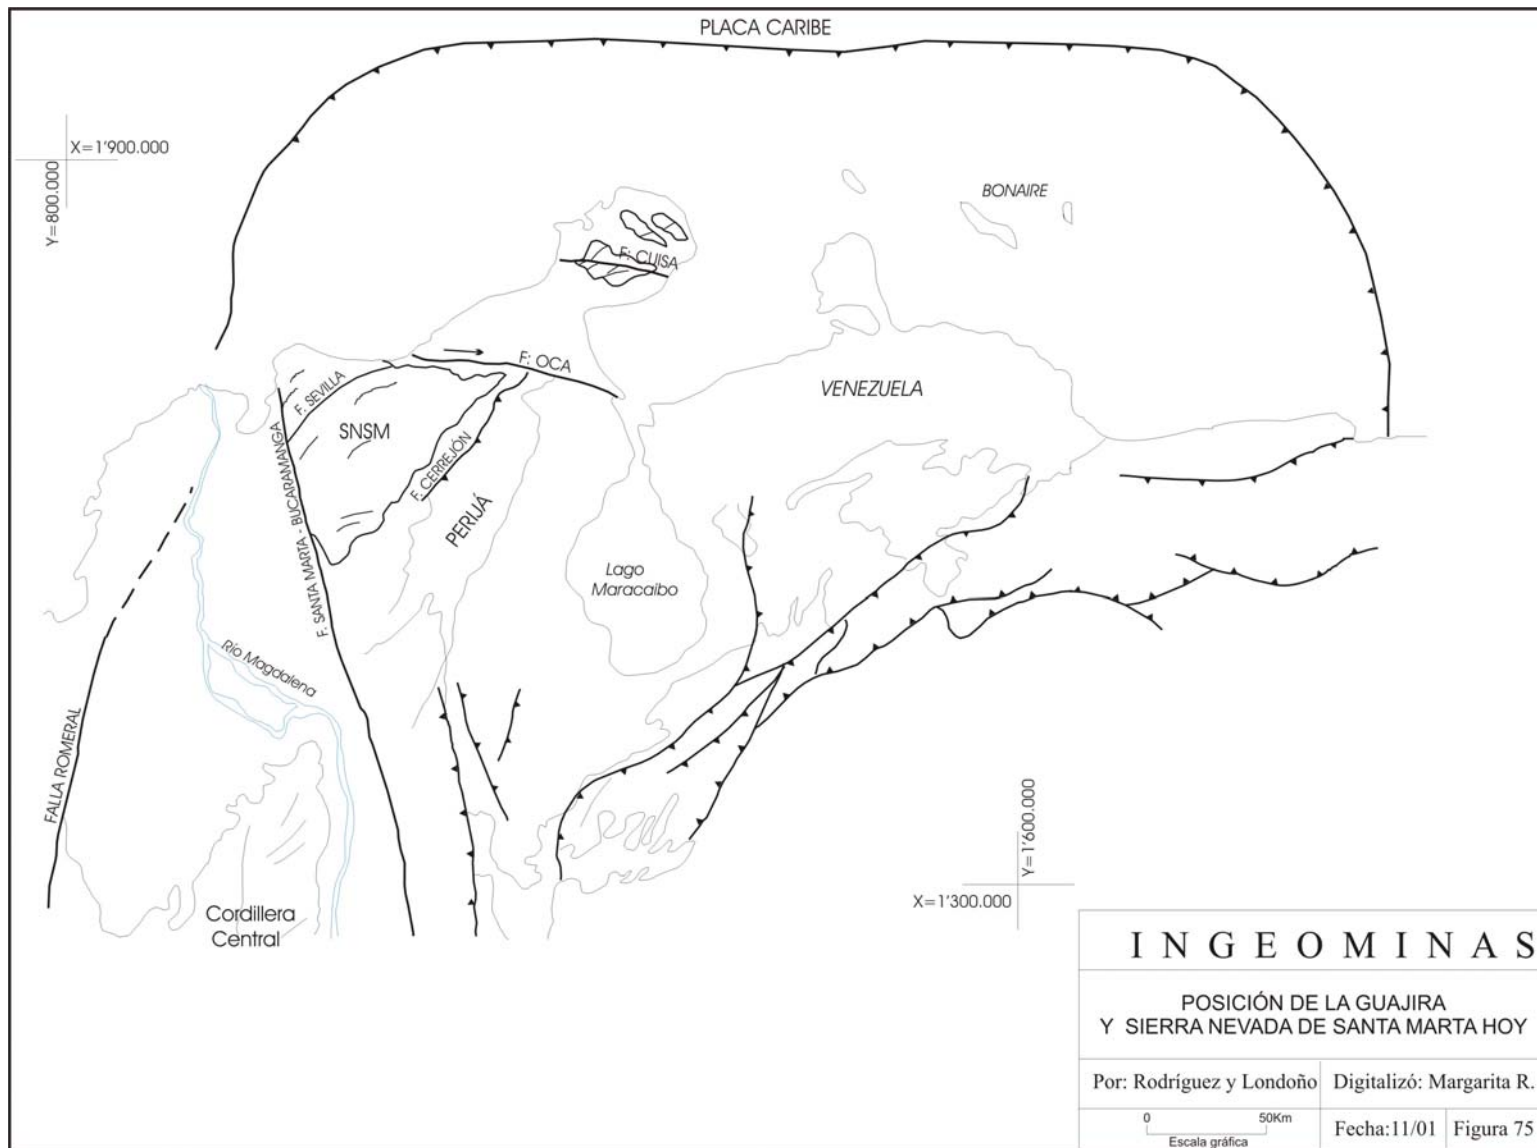 PLACA CARIBE
X=1'900.000
Y=800.000
BONAIRE
F: CUISA
F: OCA
F. SEVILLA
VENEZUELA
SNSM
F. CERREJÓN
F. SANTA MARTA - BUCARAMANGA
PERIJÁ
Lago
Maracaibo
Río Magdalena
FALLA ROMERAL
Y=1'600.000
X=1'300.000
Cordillera
Central
INGEOMINAS
POSICIÓN DE LA GUAJIRA
Y SIERRA NEVADA DE SANTA MARTA HOY
Por: Rodríguez y Londoño
Digitalizó: Margarita R.
0 50Km
Escala gráfica
Fecha:11/01
Figura 75